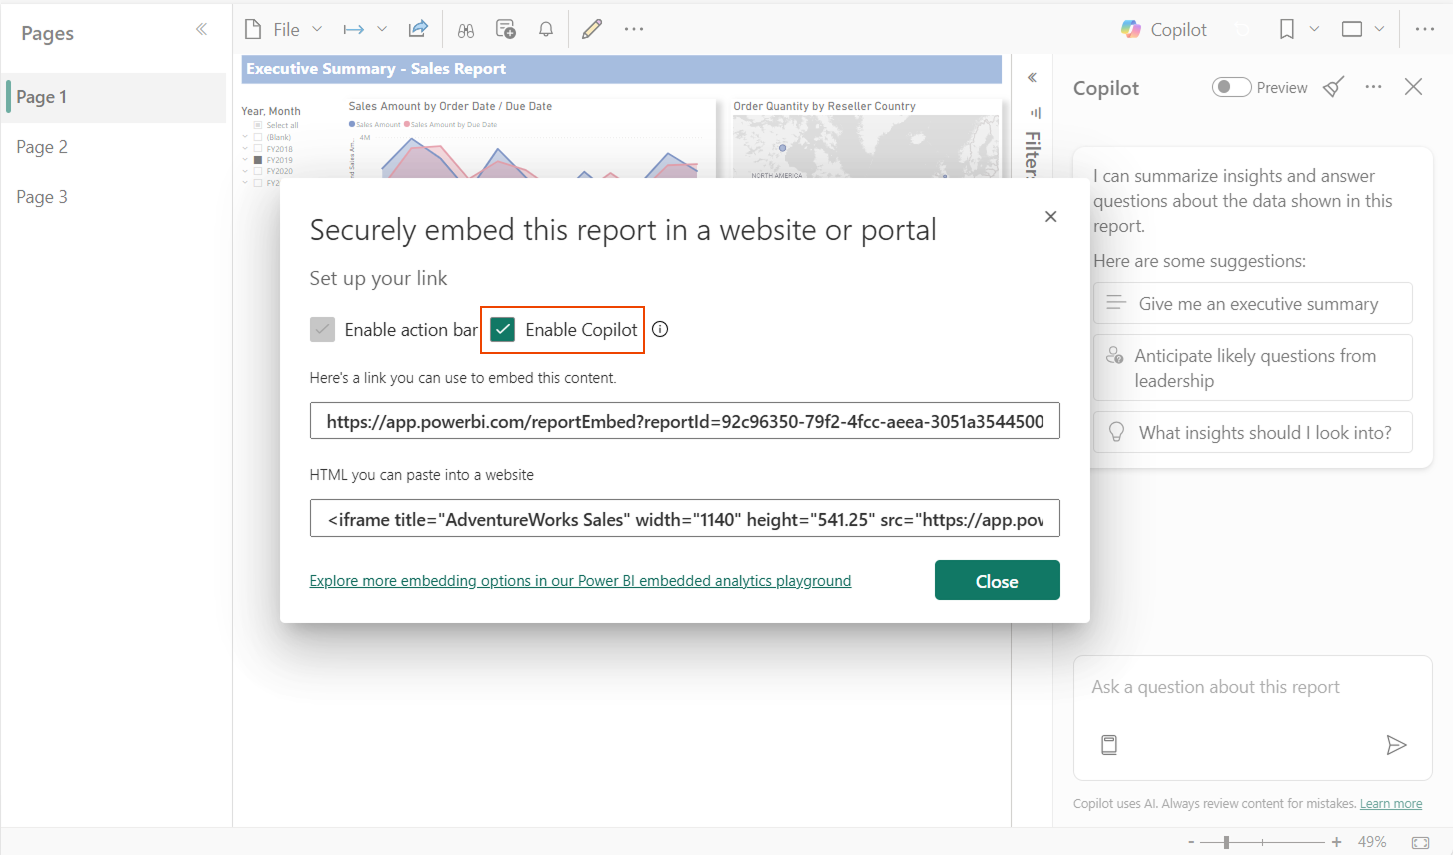 Pages
Page 1
Page 2
Page 3
File
Copilot
Executive Summary - Sales Report
Year, Month
Select all
(Blank)
FY2018
FY2019
FY2020
Sales Amount by Order Date / Due Date
Sales Amount
Sales Amount by Due Date
4M
Order Quantity by Reseller Country
NORTH AMERICA
Filters
Securely embed this report in a website or portal
Set up your link
Enable action bar
Enable Copilot
Here's a link you can use to embed this content.
https://app.powerbi.com/reportEmbed?reportId=92c96350-79f2-4fcc-aeea-3051a3544500
HTML you can paste into a website
<iframe title="AdventureWorks Sales" width="1140" height="541.25" src="https://app.pow
Explore more embedding options in our Power BI embedded analytics playground
Close
Copilot
Preview
I can summarize insights and answer
questions about the data shown in this
report.
Here are some suggestions:
Give me an executive summary
Anticipate likely questions from
leadership
What insights should I look into?
Ask a question about this report
Copilot uses AI. Always review content for mistakes. Learn more
- + 49%